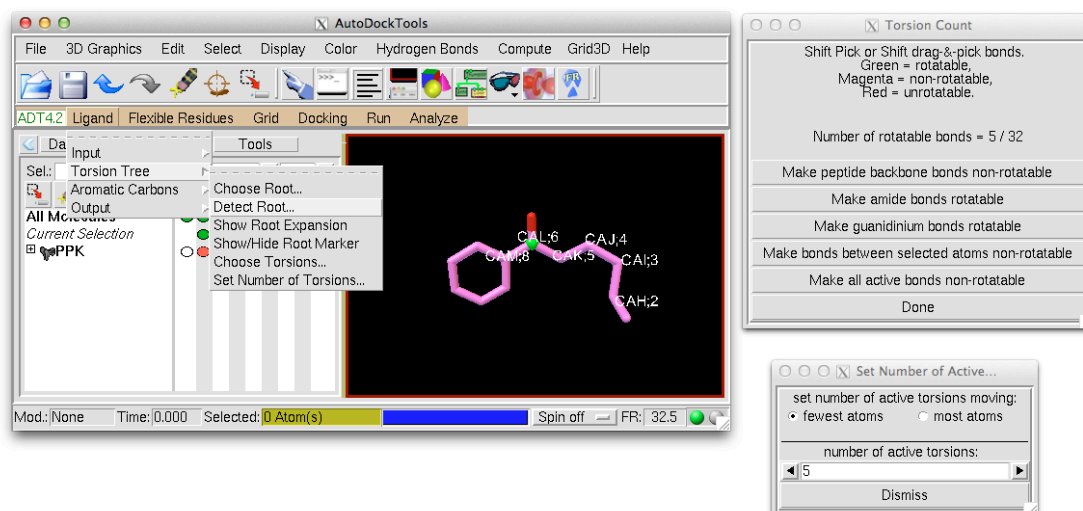 AutoDockTools
File 3D Graphics Edit Select Display Color Hydrogen Bonds Compute Grid3D Help
ADT4.2 Ligand Flexible Residues Grid Docking Run Analyze
Tools
Input
Sel.:
Torsion Tree
Aromatic Carbons
Output
All Molecules
Current Selection
PPK
Choose Root...
Detect Root...
Show Root Expansion
Show/Hide Root Marker
Choose Torsions...
Set Number of Torsions...
CAL;6
CAJ;4
CAM;8
CAK;5
CAI;3
CAH;2
Mod.: None Time: 0.000 Selected: 0 Atom(s) Spin off FR: 32.5
Torsion Count
Shift Pick or Shift drag-&-pick bonds.
Green = rotatable,
Magenta = non-rotatable,
Red = unrotatable.
Number of rotatable bonds = 5 / 32
Make peptide backbone bonds non-rotatable
Make amide bonds rotatable
Make guanidinium bonds rotatable
Make bonds between selected atoms non-rotatable
Make all active bonds non-rotatable
Done
Set Number of Active...
set number of active torsions moving:
fewest atoms most atoms
number of active torsions:
5
Dismiss